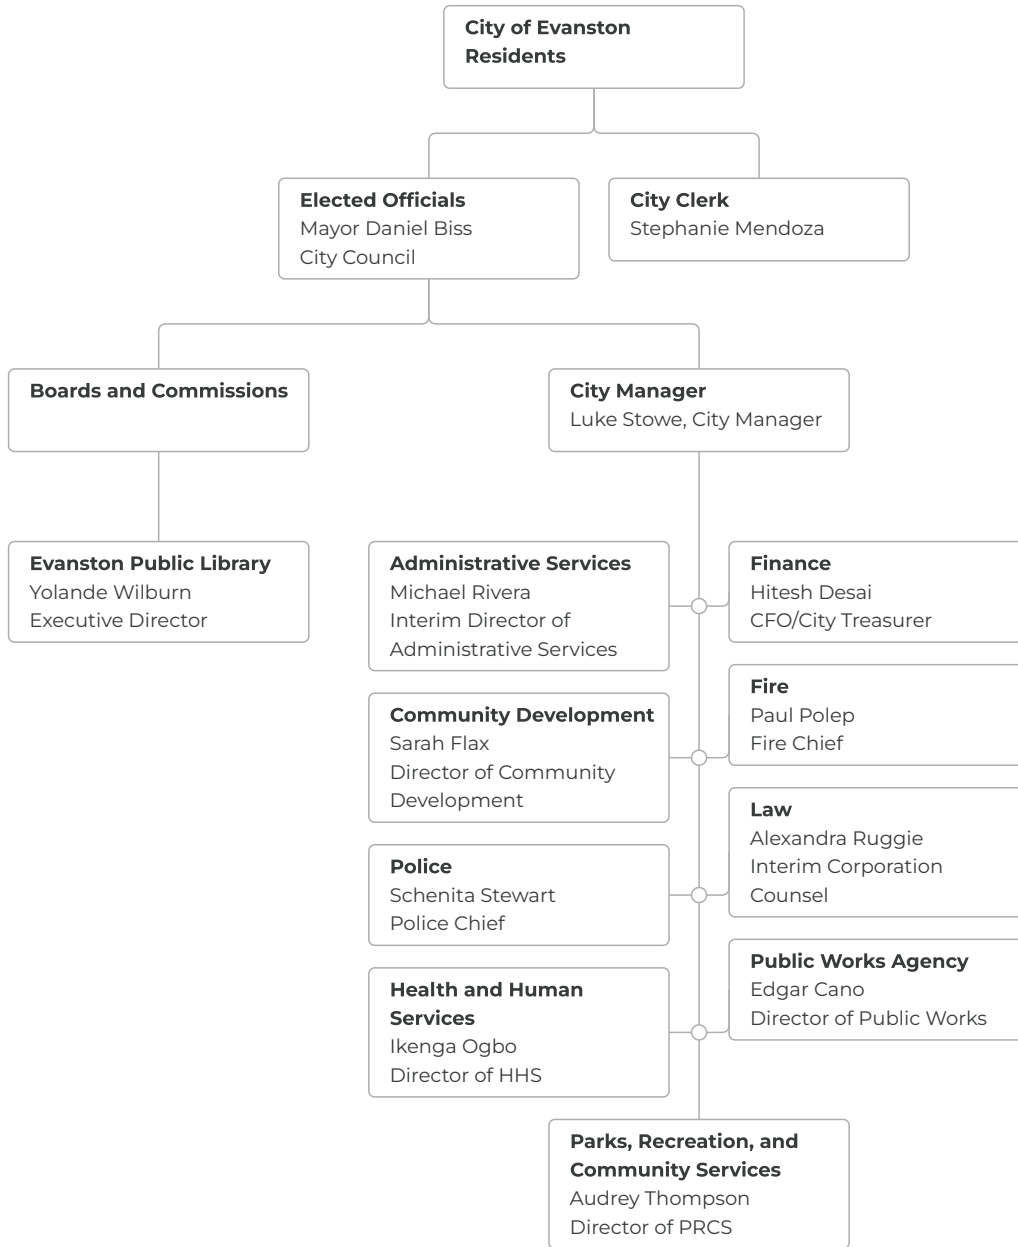 City of Evanston
Residents
Elected Officials
Mayor Daniel Biss
City Council
City Clerk
Stephanie Mendoza
Boards and Commissions
City Manager
Luke Stowe, City Manager
Evanston Public Library
Yolande Wilburn
Executive Director
Administrative Services
Michael Rivera
Interim Director of
Administrative Services
Finance
Hitesh Desai
CFO/City Treasurer
Community Development
Sarah Flax
Director of Community
Development
Fire
Paul Polep
Fire Chief
Police
Schenita Stewart
Police Chief
Law
Alexandra Ruggie
Interim Corporation
Counsel
Health and Human
Services
Ikenga Ogbo
Director of HHS
Public Works Agency
Edgar Cano
Director of Public Works
Parks, Recreation, and
Community Services
Audrey Thompson
Director of PRCS